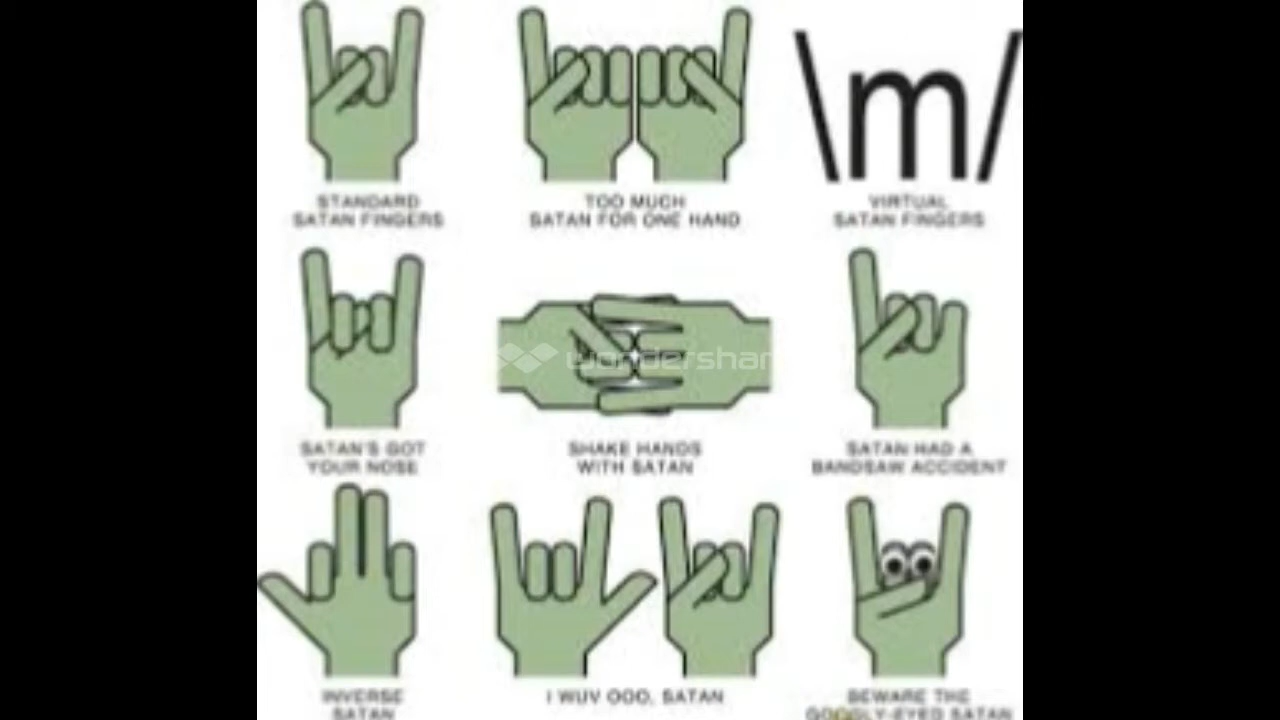 \m/
STANDARD
SATAN FINGERS
TOO MUCH
SATAN FOR ONE HAND
VIRTUAL
SATAN FINGERS
wondershar
SATAN'S GOT
YOUR NOSE
SHAKE HANDS
WITH SATAN
SATAN HAD A
BANDSAW ACCIDENT
INVERSE
SATAN
I WUV OOO, SATAN
BEWARE THE
GOOGLY-EYED SATAN